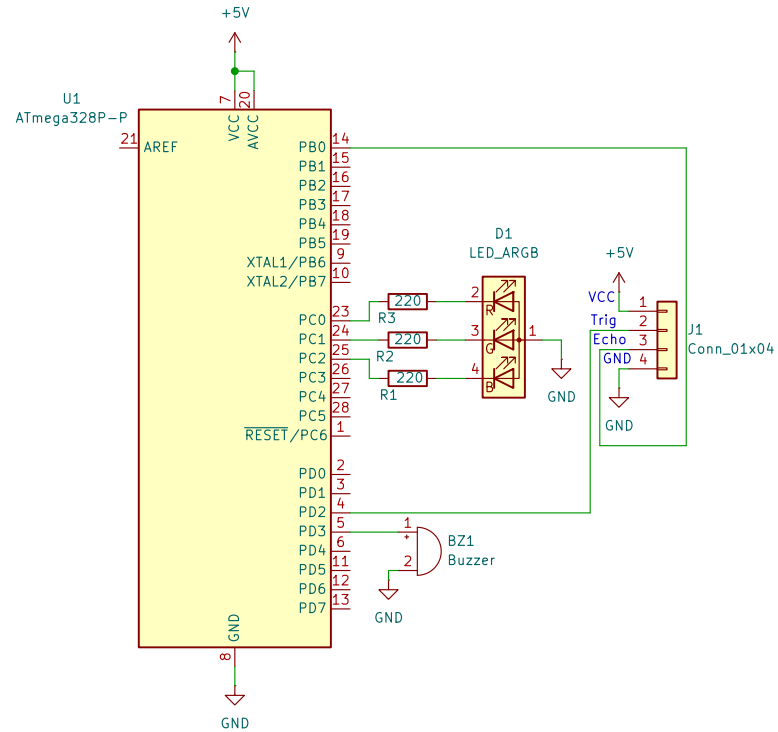 +5V
U1
ATmega328P-P
7
20
VCC
AVCC
21
AREF
14
PB0
15
PB1
16
PB2
17
PB3
18
PB4
19
PB5
9
XTAL1/PB6
10
XTAL2/PB7
23
PC0
24
PC1
25
PC2
26
PC3
27
PC4
28
PC5
1
RESET/PC6
2
PD0
3
PD1
4
PD2
5
PD3
6
PD4
11
PD5
12
PD6
13
PD7
GND
8
GND
220
R3
220
R2
220
R1
D1
LED_ARGB
2
R
3
G
4
B
1
GND
+5V
VCC
1
Trig
2
Echo
3
GND
4
J1
Conn_01x04
GND
1
+
2
BZ1
Buzzer
GND